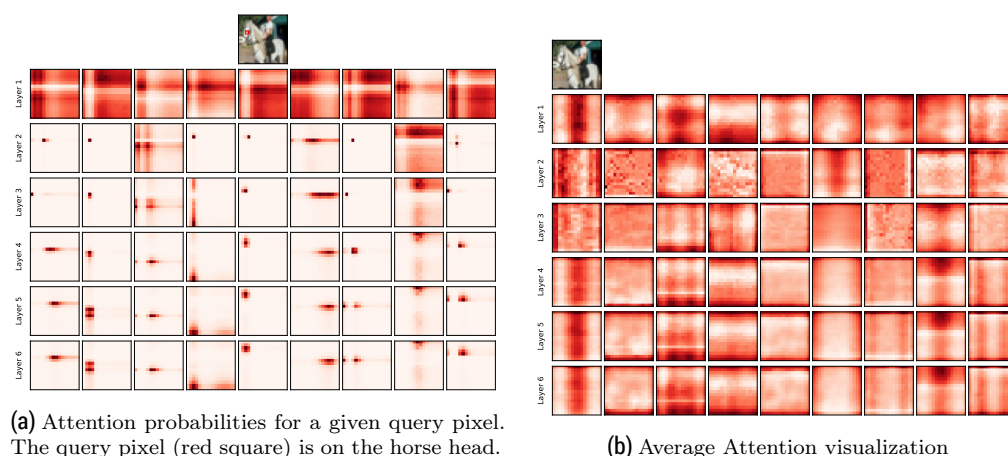 Layer 1
Layer 2
Layer 3
Layer 4
Layer 5
Layer 6
(a) Attention probabilities for a given query pixel.
The query pixel (red square) is on the horse head.
Layer 1
Layer 2
Layer 3
Layer 4
Layer 5
Layer 6
(b) Average Attention visualization